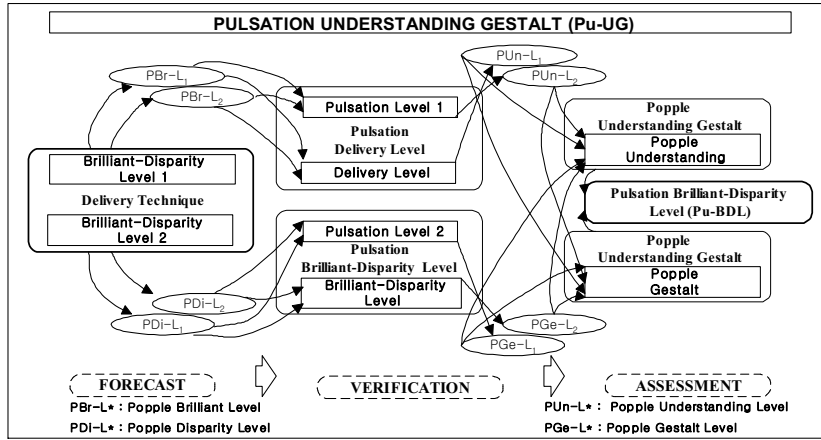 PULSATION UNDERSTANDING GESTALT (Pu-UG)
PBr-L1
PBr-L2
PUn-L1
PUn-L2
Pulsation Level 1
Pulsation
Delivery Level
Delivery Level
Brilliant-Disparity
Level 1
Delivery Technique
Brilliant-Disparity
Level 2
Popple
Understanding Gestalt
Popple
Understanding
Pulsation Brilliant-Disparity
Level (Pu-BDL)
Pulsation Level 2
Pulsation
Brilliant-Disparity Level
Brilliant-Disparity
Level
Popple
Understanding Gestalt
Popple
Gestalt
PDi-L2
PDi-L1
PGe-L2
PGe-L1
FORECAST
VERIFICATION
ASSESSMENT
PBr-L* : Popple Brilliant Level
PDi-L* : Popple Disparity Level
PUn-L* : Popple Understanding Level
PGe-L* : Popple Gestalt Level